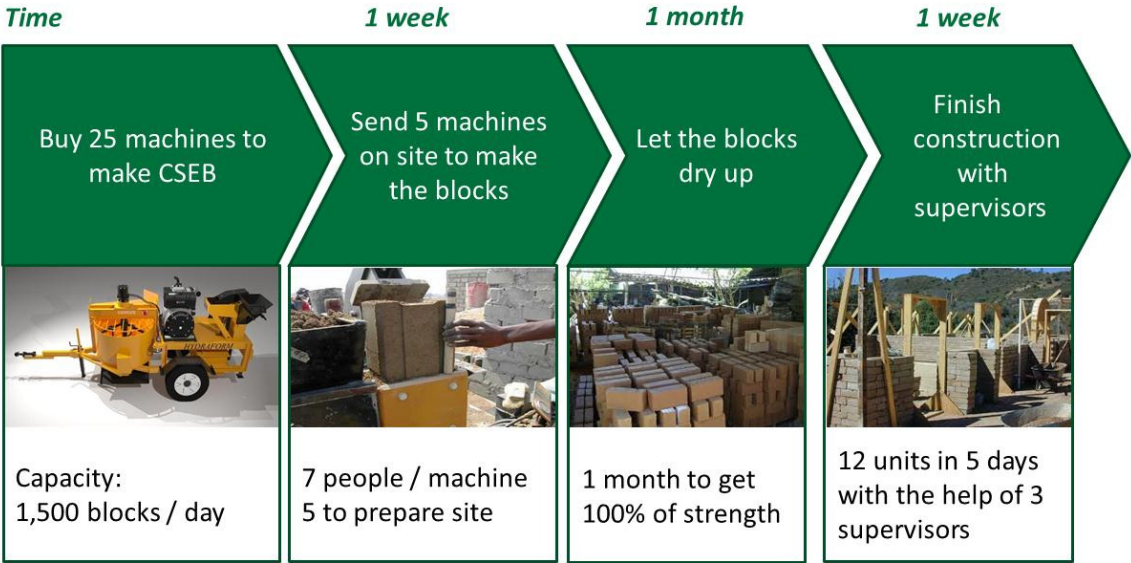 Time
1 week
1 month
1 week
Buy 25 machines to
make CSEB
Send 5 machines
on site to make
the blocks
Let the blocks
dry up
Finish
construction
with
supervisors
HYDRAFORM
Capacity:
1,500 blocks / day
7 people / machine
5 to prepare site
1 month to get
100% of strength
12 units in 5 days
with the help of 3
supervisors